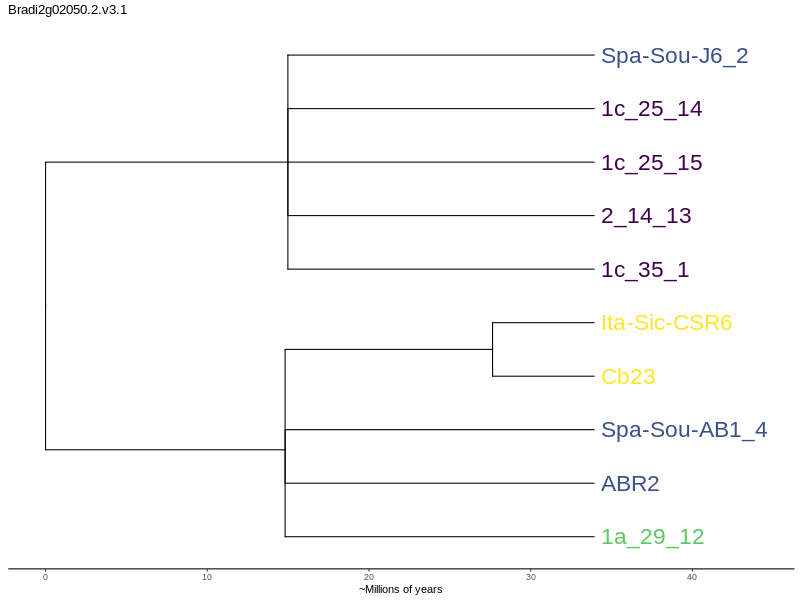 Bradi2g02050.2.v3.1
Spa-Sou-J6_2
1c_25_14
1c_25_15
2_14_13
1c_35_1
Ita-Sic-CSR6
Cb23
Spa-Sou-AB1_4
ABR2
1a_29_12
0 10 20 30 40
~Millions of years